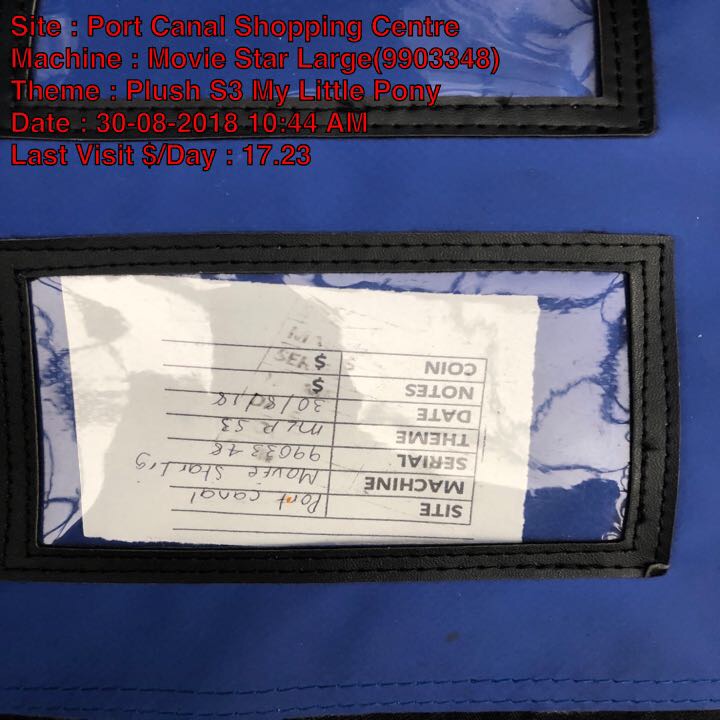 Site : Port Canal Shopping Centre
Machine : Movie Star Large(9903348)
Theme : Plush S3 My Little Pony
Date : 30-08-2018 10:44 AM
Last Visit $/Day : 17.23
SITE Port canal
MACHINE Movie Star Lrg
SERIAL 9903348
THEME MLP S3
DATE 30/8/18
NOTES $
COIN $